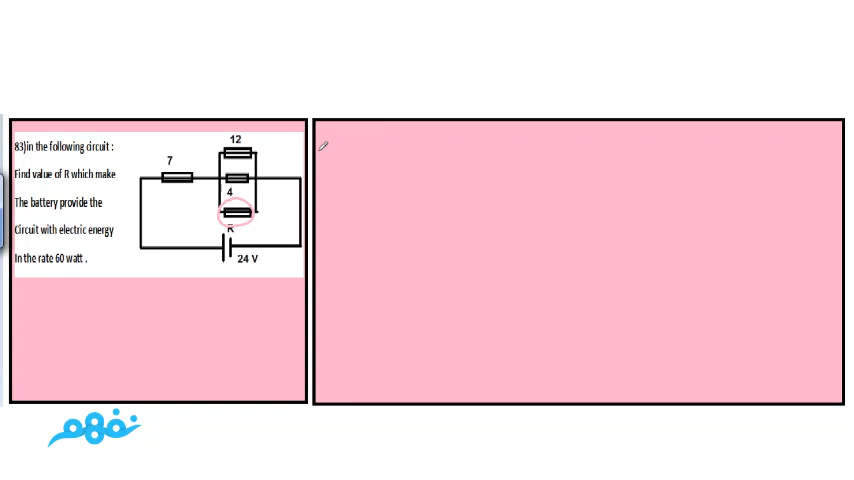 83)in the following circuit :
Find value of R which make
The battery provide the
Circuit with electric energy
In the rate 60 watt .
12
7
4
R
24 V
نفهم